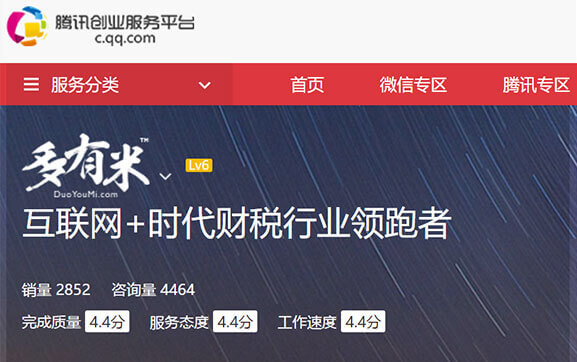 腾讯创业服务平台
c.qq.com
服务分类 首页 微信专区 腾讯专区
多有米™ Lv6
DuoYouMi.com
互联网+时代财税行业领跑者
销量 2852 咨询量 4464
完成质量 4.4分 服务态度 4.4分 工作速度 4.4分